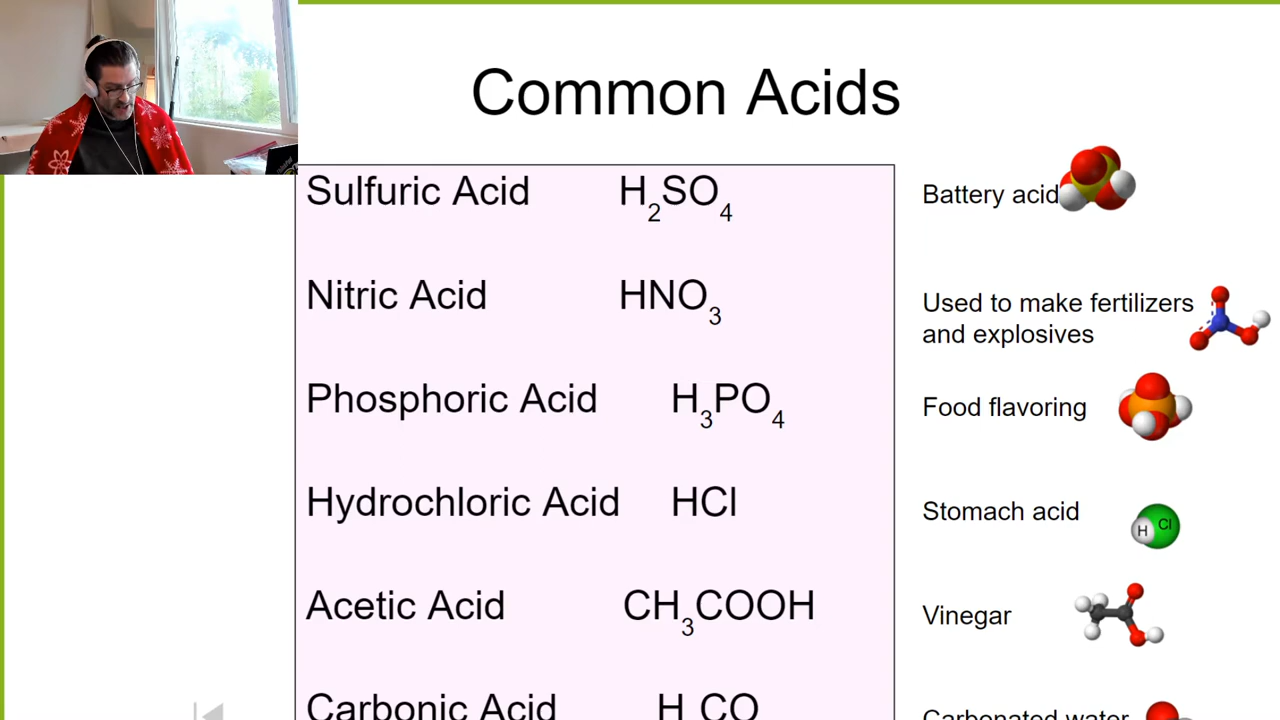 Common Acids
Sulfuric Acid H₂SO₄ Battery acid
Nitric Acid HNO₃ Used to make fertilizers
and explosives
Phosphoric Acid H₃PO₄ Food flavoring
Hydrochloric Acid HCl Stomach acid
H Cl
Acetic Acid CH₃COOH Vinegar
Carbonic Acid H CO Carbonated water